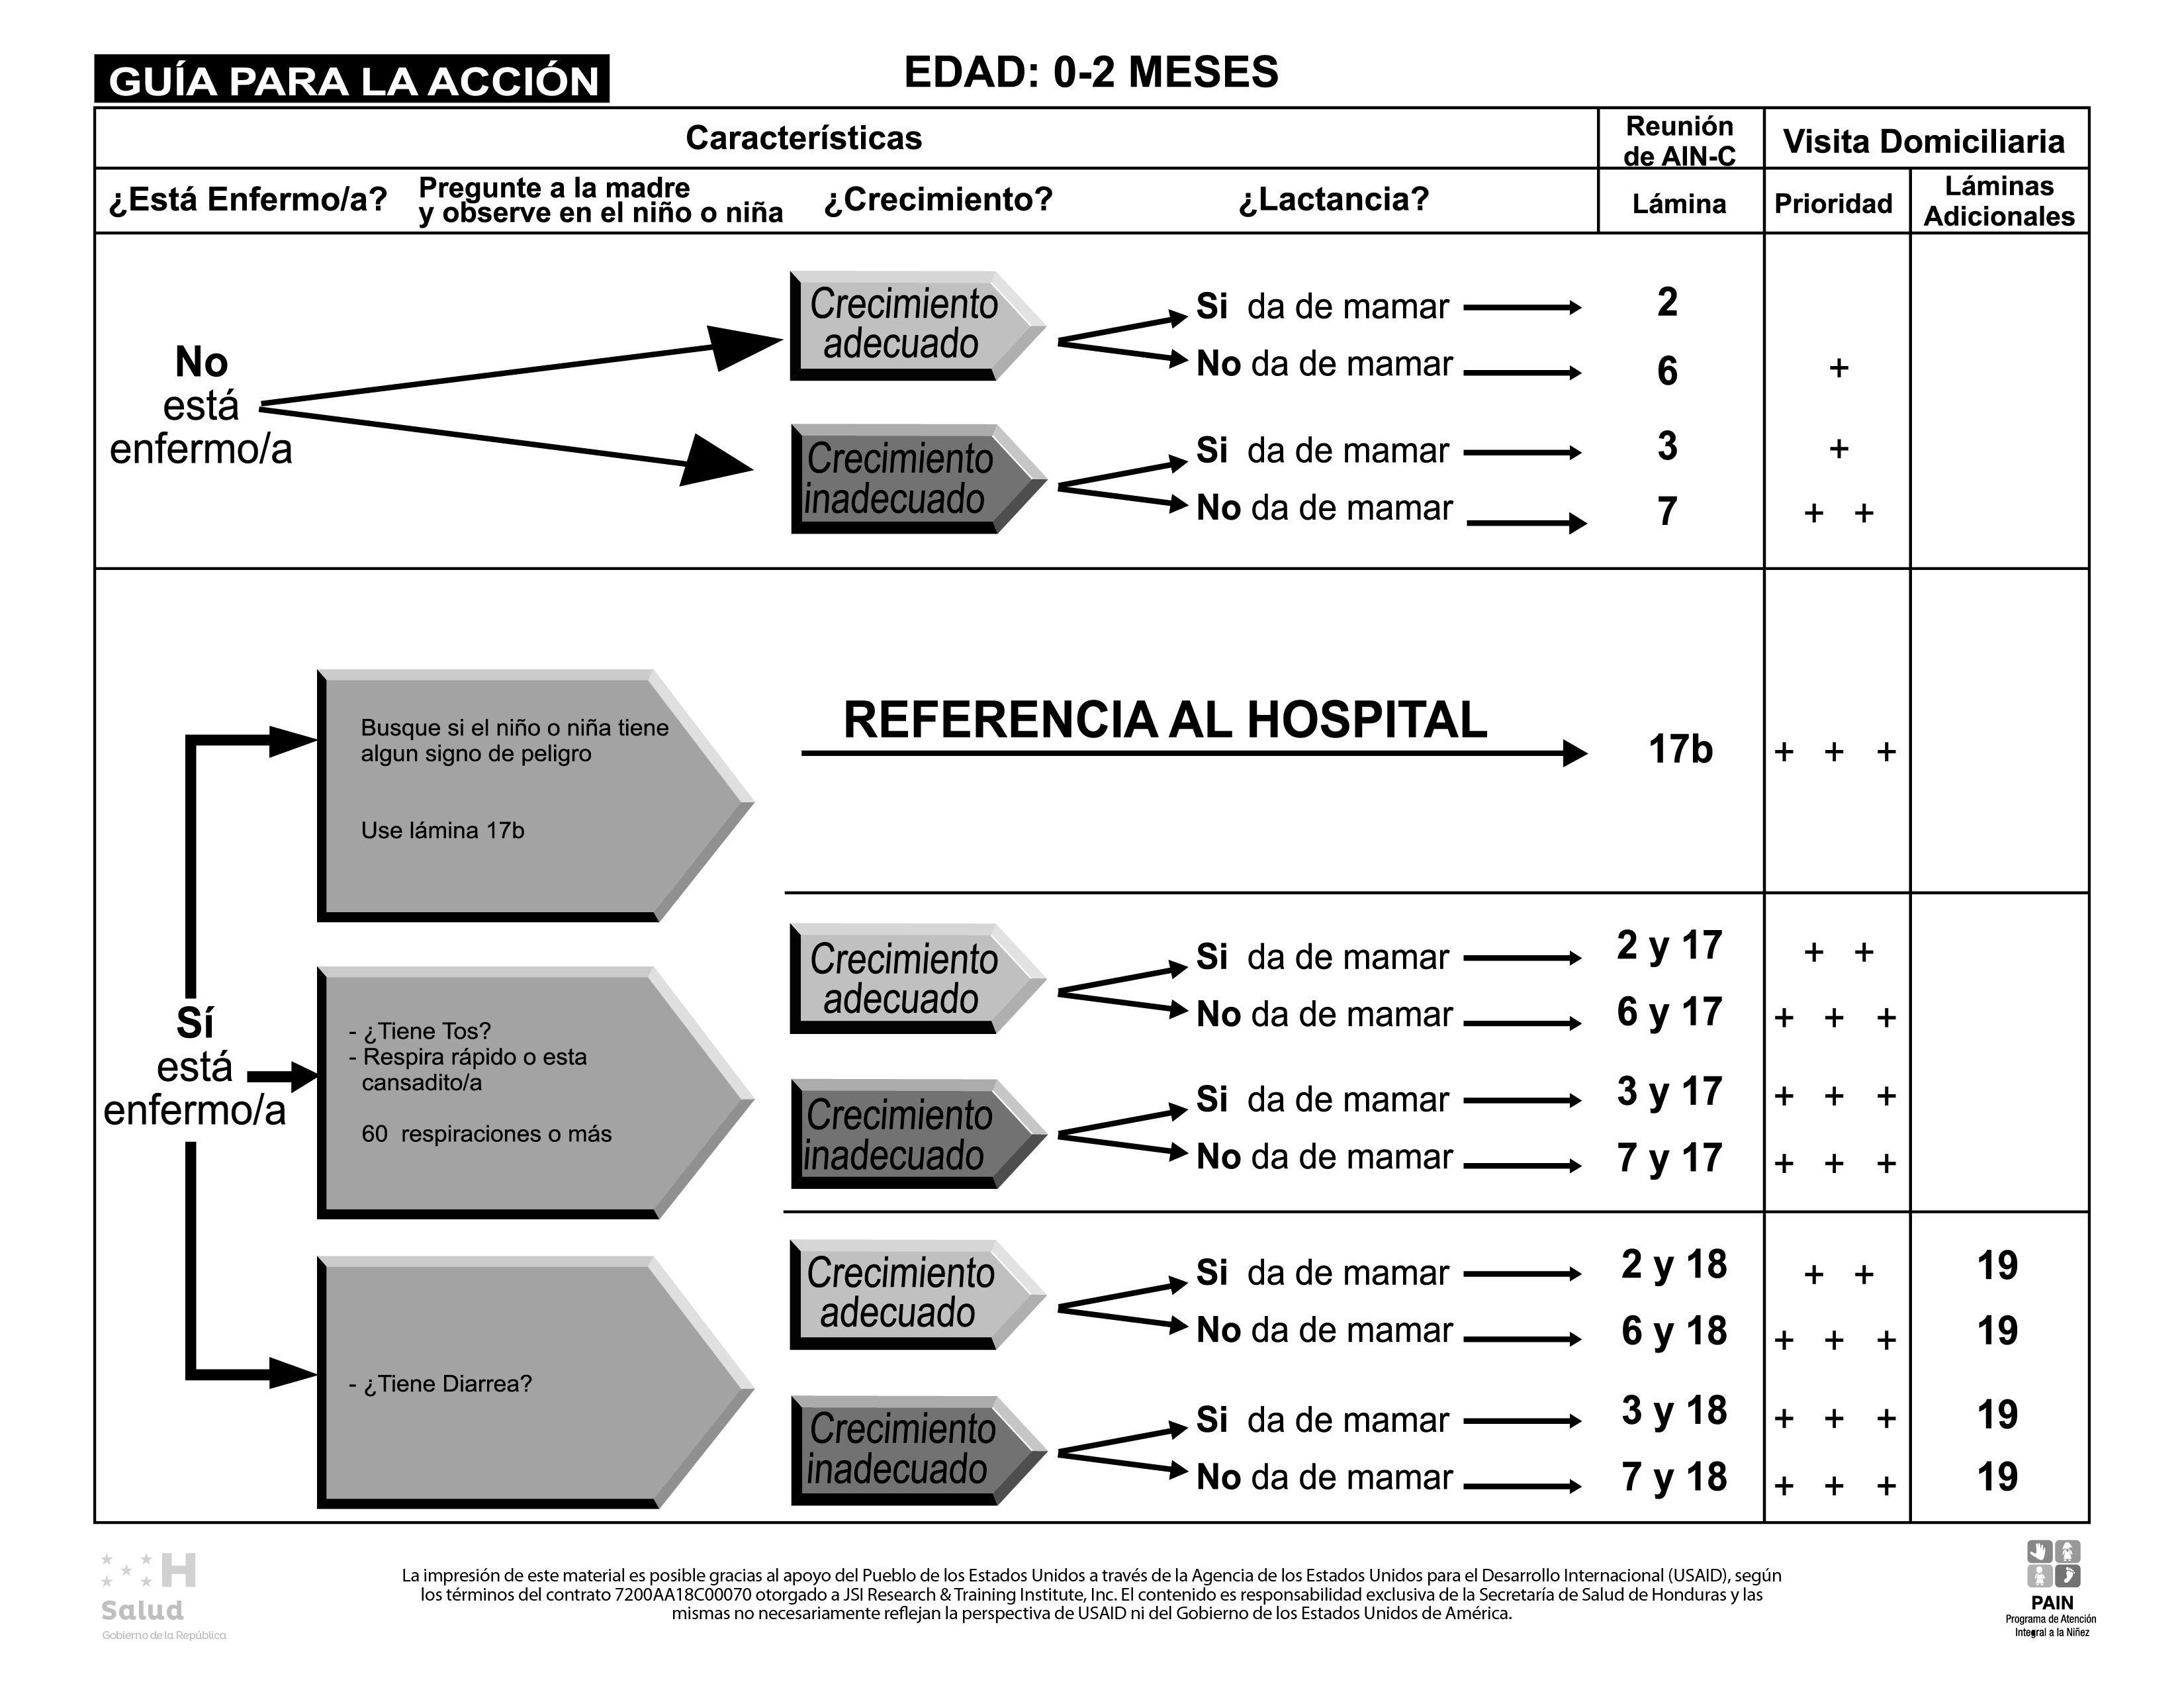 GUÍA PARA LA ACCIÓN
EDAD: 0-2 MESES
Características
Reunión
de AIN-C
Visita Domiciliaria
¿Está Enfermo/a?
Pregunte a la madre
y observe en el niño o niña
¿Crecimiento?
¿Lactancia?
Lámina
Prioridad
Láminas
Adicionales
No
está
enfermo/a
Crecimiento
adecuado
Si da de mamar
2
No da de mamar
6
+
Crecimiento
inadecuado
Si da de mamar
3
+
No da de mamar
7
+ +
Sí
está
enfermo/a
Busque si el niño o niña tiene
algun signo de peligro
Use lámina 17b
REFERENCIA AL HOSPITAL
17b
+ + +
- ¿Tiene Tos?
- Respira rápido o esta
cansadito/a
60 respiraciones o más
Crecimiento
adecuado
Si da de mamar
2 y 17
+ +
No da de mamar
6 y 17
+ + +
Crecimiento
inadecuado
Si da de mamar
3 y 17
+ + +
No da de mamar
7 y 17
+ + +
- ¿Tiene Diarrea?
Crecimiento
adecuado
Si da de mamar
2 y 18
+ +
19
No da de mamar
6 y 18
+ + +
19
Crecimiento
inadecuado
Si da de mamar
3 y 18
+ + +
19
No da de mamar
7 y 18
+ + +
19
H
Salud
Gobierno de la República
La impresión de este material es posible gracias al apoyo del Pueblo de los Estados Unidos a través de la Agencia de los Estados Unidos para el Desarrollo Internacional (USAID), según
los términos del contrato 7200AA18C00070 otorgado a JSI Research & Training Institute, Inc. El contenido es responsabilidad exclusiva de la Secretaría de Salud de Honduras y las
mismas no necesariamente reflejan la perspectiva de USAID ni del Gobierno de los Estados Unidos de América.
PAIN
Programa de Atención
Integral a la Niñez